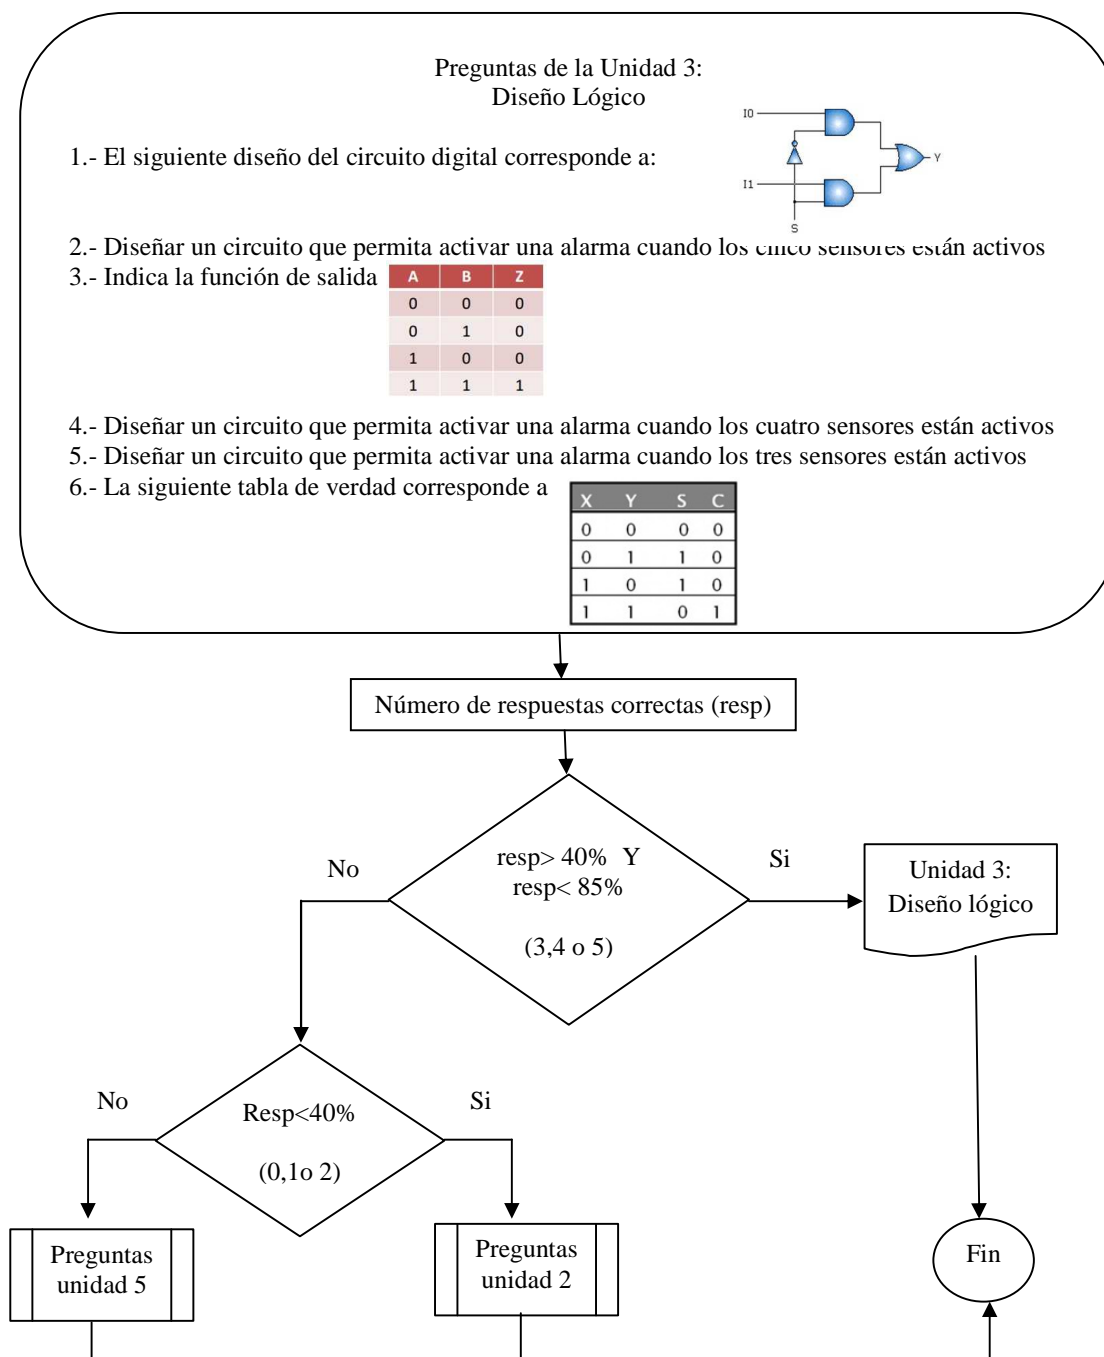 Preguntas de la Unidad 3:
Diseño Lógico
I0
1.- El siguiente diseño del circuito digital corresponde a:
Y
I1
S
2.- Diseñar un circuito que permita activar una alarma cuando los cinco sensores están activos
3.- Indica la función de salida
A B Z
0 0 0
0 1 0
1 0 0
1 1 1
4.- Diseñar un circuito que permita activar una alarma cuando los cuatro sensores están activos
5.- Diseñar un circuito que permita activar una alarma cuando los tres sensores están activos
6.- La siguiente tabla de verdad corresponde a
X Y S C
0 0 0 0
0 1 1 0
1 0 1 0
1 1 0 1
Número de respuestas correctas (resp)
No
resp> 40% Y
resp< 85%
(3,4 o 5)
Si
Unidad 3:
Diseño lógico
No
Resp<40%
(0,1o 2)
Si
Preguntas
unidad 5
Preguntas
unidad 2
Fin